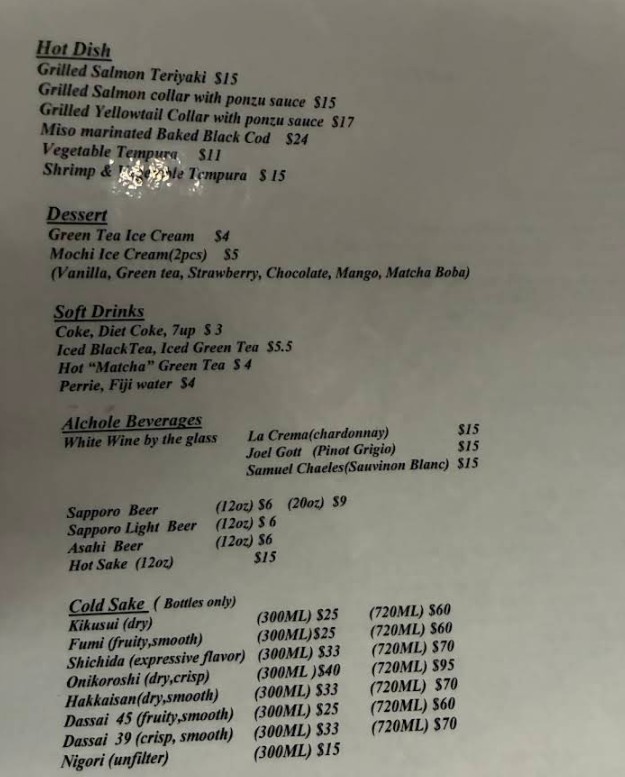 Hot Dish
Grilled Salmon Teriyaki $15
Grilled Salmon collar with ponzu sauce $15
Grilled Yellowtail Collar with ponzu sauce $17
Miso marinated Baked Black Cod $24
Vegetable Tempura $11
Shrimp & Tempura $ 15
Dessert
Green Tea Ice Cream $4
Mochi Ice Cream(2pcs) $5
(Vanilla, Green tea, Strawberry, Chocolate, Mango, Matcha Boba)
Soft Drinks
Coke, Diet Coke, 7up $ 3
Iced BlackTea, Iced Green Tea $5.5
Hot “Matcha” Green Tea $ 4
Perrie, Fiji water $4
Alchole Beverages
White Wine by the glass La Crema(chardonnay) $15
Joel Gott (Pinot Grigio) $15
Samuel Chaeles(Sauvinon Blanc) $15
Sapporo Beer (12oz) $6 (20oz) $9
Sapporo Light Beer (12oz) $ 6
Asahi Beer (12oz) $6
Hot Sake (12oz) $15
Cold Sake ( Bottles only)
Kikusui (dry) (300ML) $25 (720ML) $60
Fumi (fruity,smooth) (300ML)$25 (720ML) $60
Shichida (expressive flavor) (300ML) $33 (720ML) $70
Onikoroshi (dry,crisp) (300ML )$40 (720ML) $95
Hakkaisan(dry,smooth) (300ML) $33 (720ML) $70
Dassai 45 (fruity,smooth) (300ML) $25 (720ML) $60
Dassai 39 (crisp, smooth) (300ML) $33 (720ML) $70
Nigori (unfilter) (300ML) $15